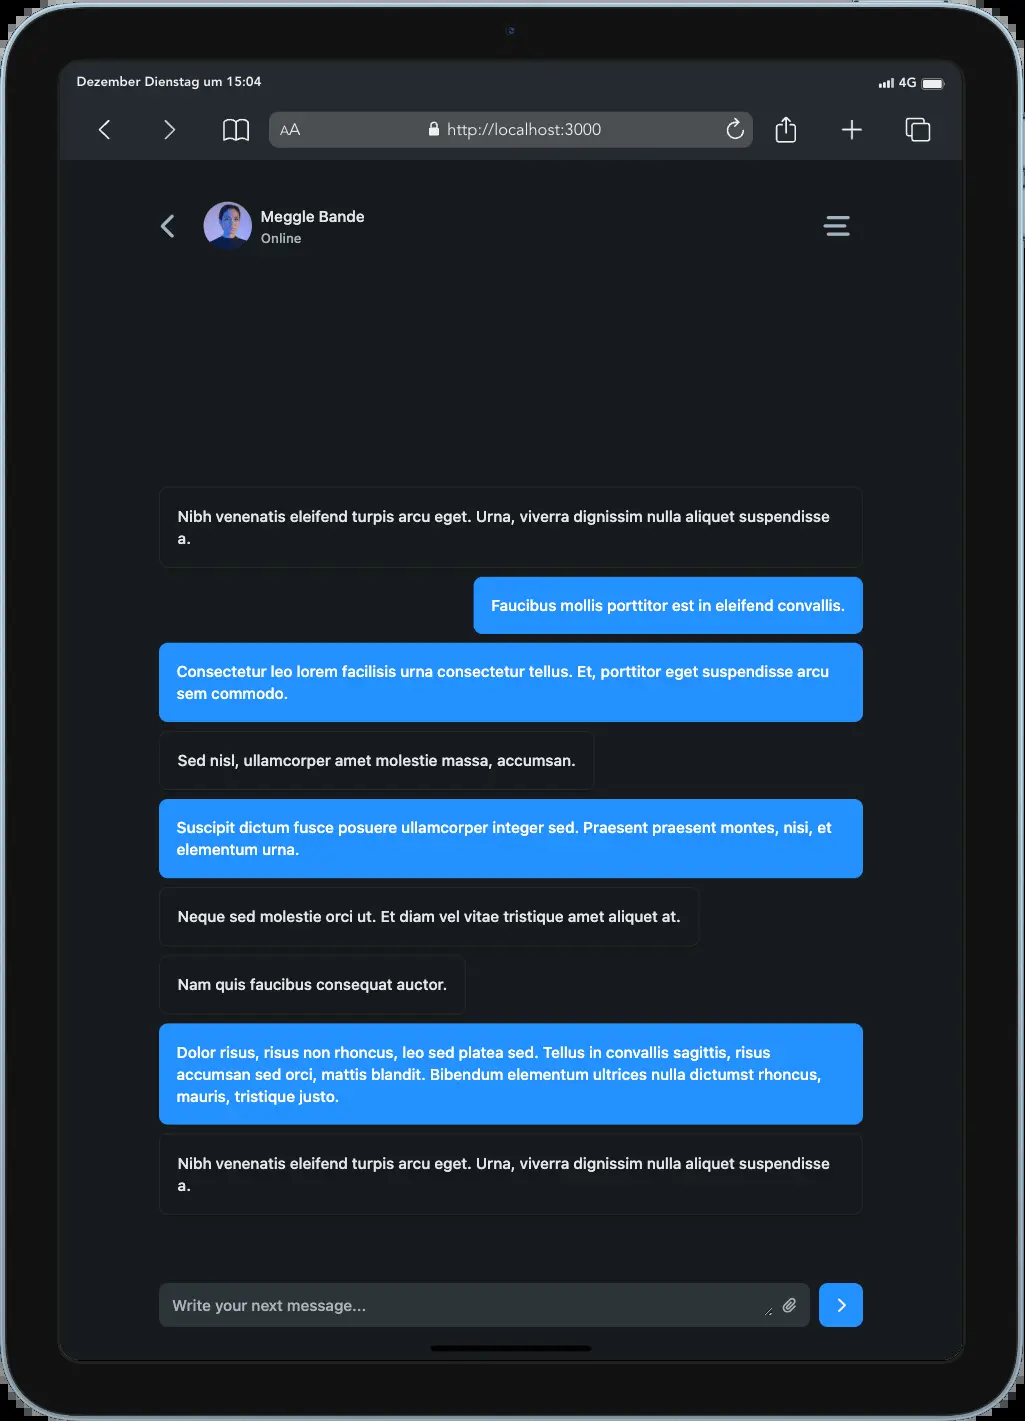 Dezember Dienstag um 15:04
4G
AA
http://localhost:3000
Meggle Bande
Online
Nibh venenatis eleifend turpis arcu eget. Urna, viverra dignissim nulla aliquet suspendisse
a.
Faucibus mollis porttitor est in eleifend convallis.
Consectetur leo lorem facilisis urna consectetur tellus. Et, porttitor eget suspendisse arcu
sem commodo.
Sed nisl, ullamcorper amet molestie massa, accumsan.
Suscipit dictum fusce posuere ullamcorper integer sed. Praesent praesent montes, nisi, et
elementum urna.
Neque sed molestie orci ut. Et diam vel vitae tristique amet aliquet at.
Nam quis faucibus consequat auctor.
Dolor risus, risus non rhoncus, leo sed platea sed. Tellus in convallis sagittis, risus
accumsan sed orci, mattis blandit. Bibendum elementum ultrices nulla dictumst rhoncus,
mauris, tristique justo.
Nibh venenatis eleifend turpis arcu eget. Urna, viverra dignissim nulla aliquet suspendisse
a.
Write your next message...